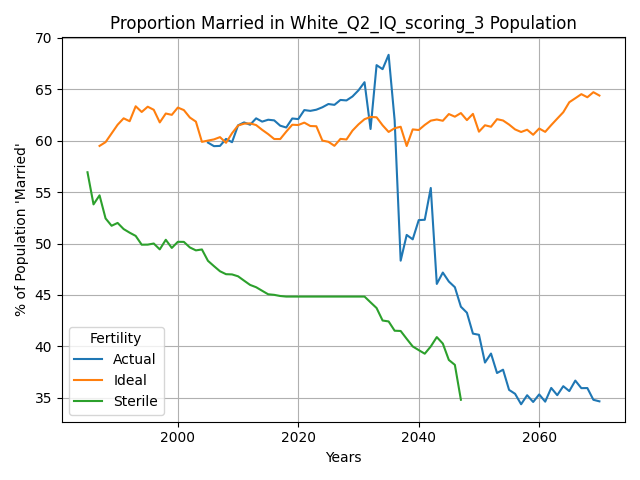 Proportion Married in White_Q2_IQ_scoring_3 Population
% of Population 'Married'
70
65
60
55
50
45
40
35
Fertility
Actual
Ideal
Sterile
2000
2020
2040
2060
Years